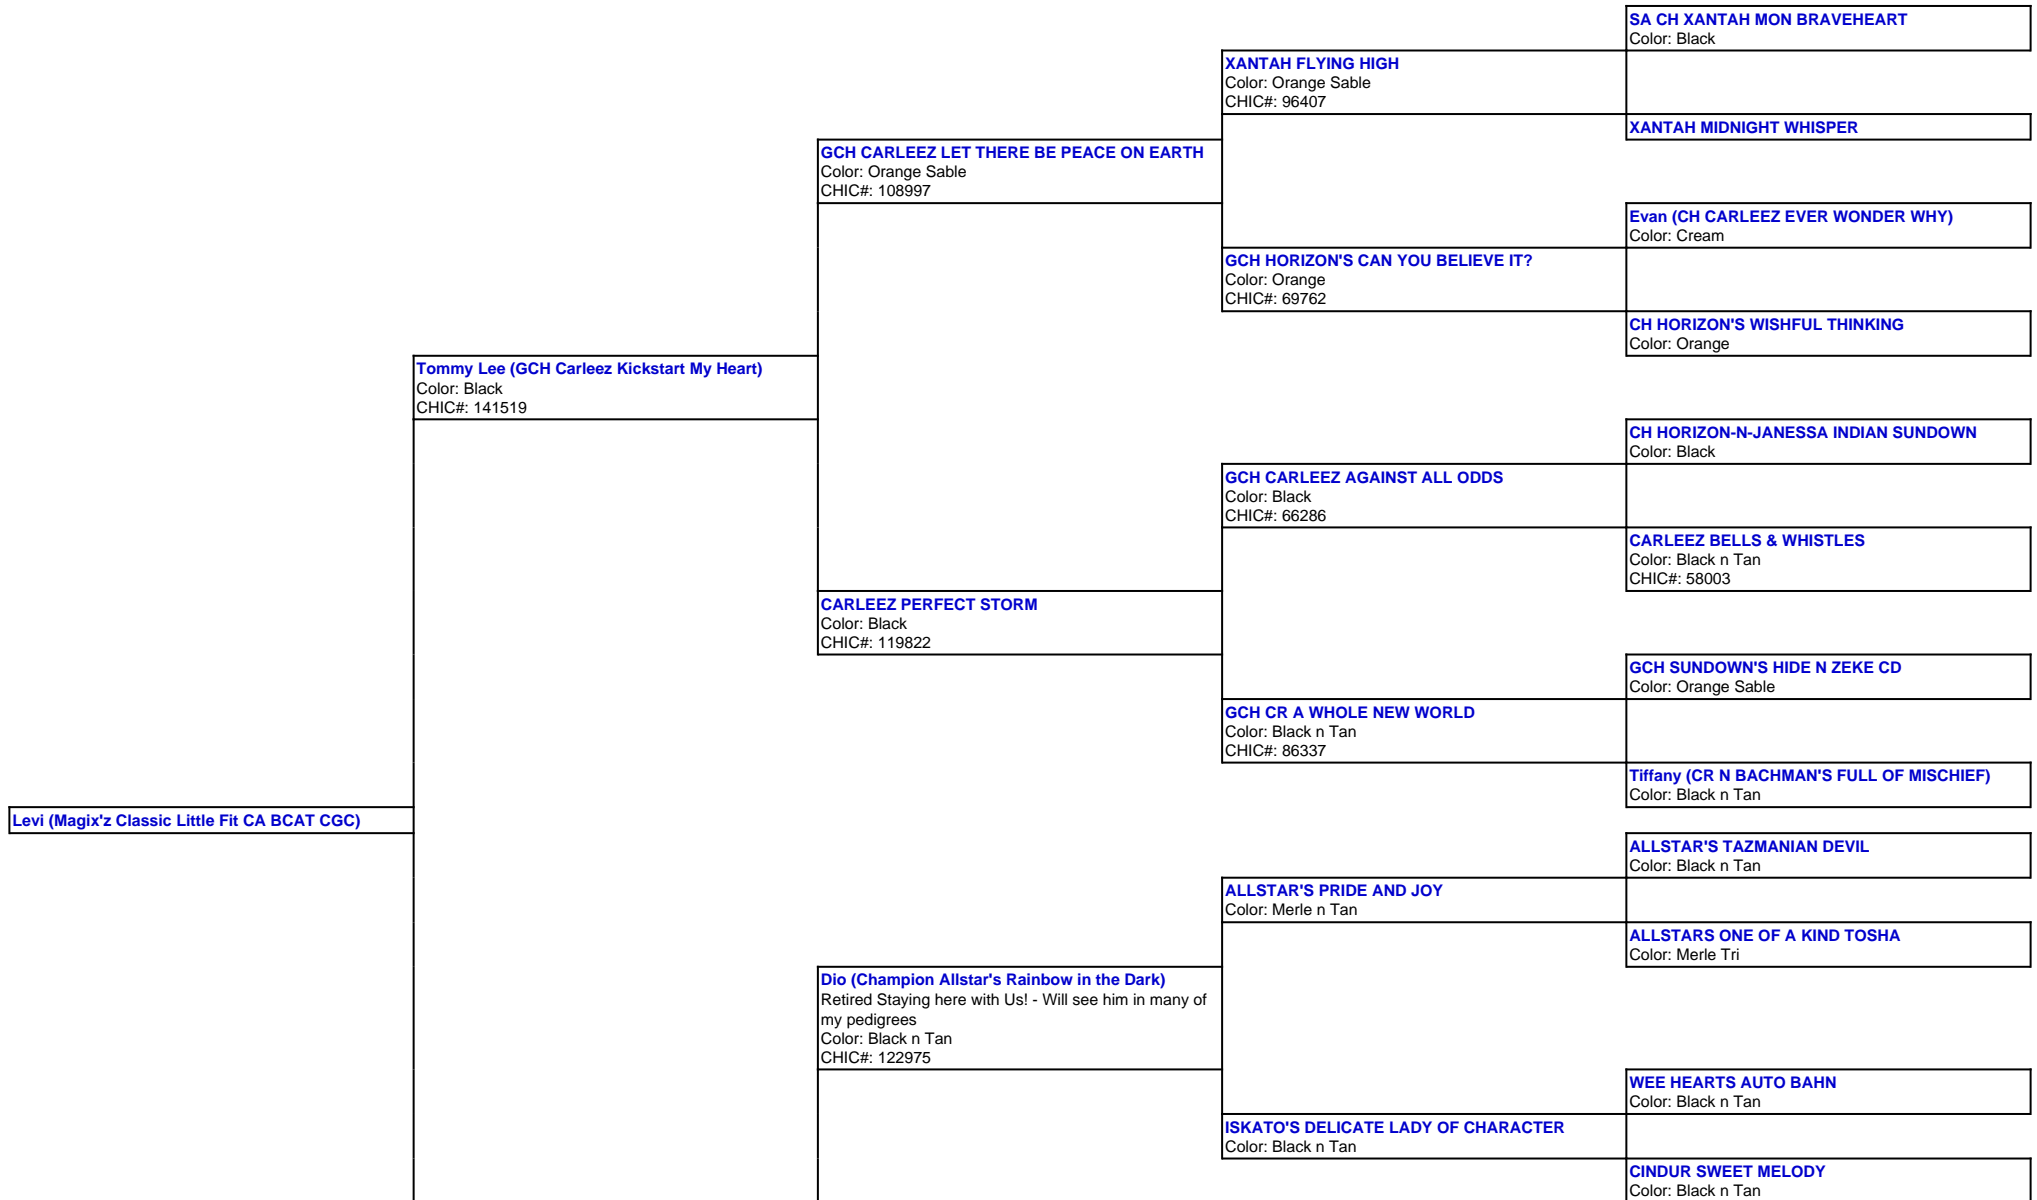 SA CH XANTAH MON BRAVEHEART
Color: Black
XANTAH FLYING HIGH
Color: Orange Sable
CHIC#: 96407
XANTAH MIDNIGHT WHISPER
GCH CARLEEZ LET THERE BE PEACE ON EARTH
Color: Orange Sable
CHIC#: 108997
Evan (CH CARLEEZ EVER WONDER WHY)
Color: Cream
GCH HORIZON'S CAN YOU BELIEVE IT?
Color: Orange
CHIC#: 69762
CH HORIZON'S WISHFUL THINKING
Color: Orange
Tommy Lee (GCH Carleez Kickstart My Heart)
Color: Black
CHIC#: 141519
CH HORIZON-N-JANESSA INDIAN SUNDOWN
Color: Black
GCH CARLEEZ AGAINST ALL ODDS
Color: Black
CHIC#: 66286
CARLEEZ BELLS & WHISTLES
Color: Black n Tan
CHIC#: 58003
CARLEEZ PERFECT STORM
Color: Black
CHIC#: 119822
GCH SUNDOWN'S HIDE N ZEKE CD
Color: Orange Sable
GCH CR A WHOLE NEW WORLD
Color: Black n Tan
CHIC#: 86337
Tiffany (CR N BACHMAN'S FULL OF MISCHIEF)
Color: Black n Tan
Levi (Magix'z Classic Little Fit CA BCAT CGC)
ALLSTAR'S TAZMANIAN DEVIL
Color: Black n Tan
ALLSTAR'S PRIDE AND JOY
Color: Merle n Tan
ALLSTARS ONE OF A KIND TOSHA
Color: Merle Tri
Dio (Champion Allstar's Rainbow in the Dark)
Retired Staying here with Us! - Will see him in many of
my pedigrees
Color: Black n Tan
CHIC#: 122975
WEE HEARTS AUTO BAHN
Color: Black n Tan
ISKATO'S DELICATE LADY OF CHARACTER
Color: Black n Tan
CINDUR SWEET MELODY
Color: Black n Tan